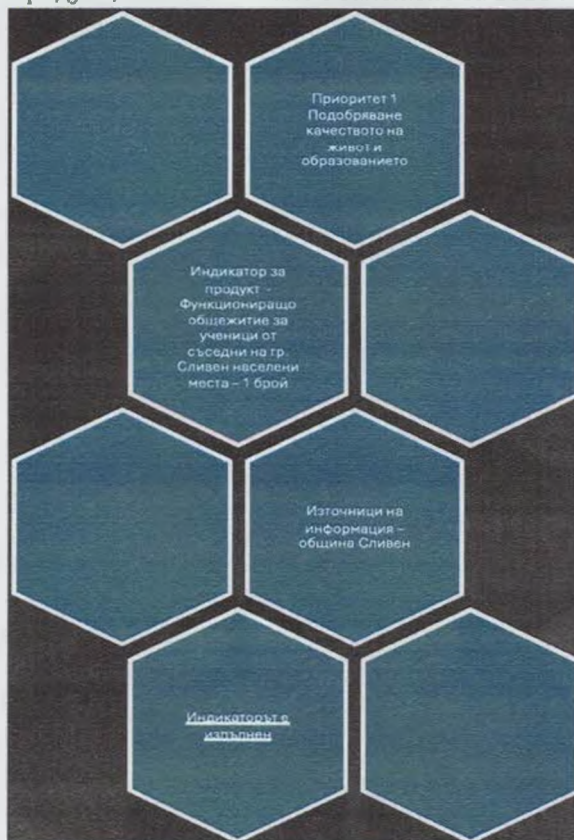 Приоритет 1
Подобряване
качеството на
живот и
образованието
Индикатор за
продукт -
Функциониращо
общежитие за
ученици от
съседни на гр.
Сливен населени
места – 1 брой
Източници на
информация –
община Сливен
Индикаторът е
изпълнен